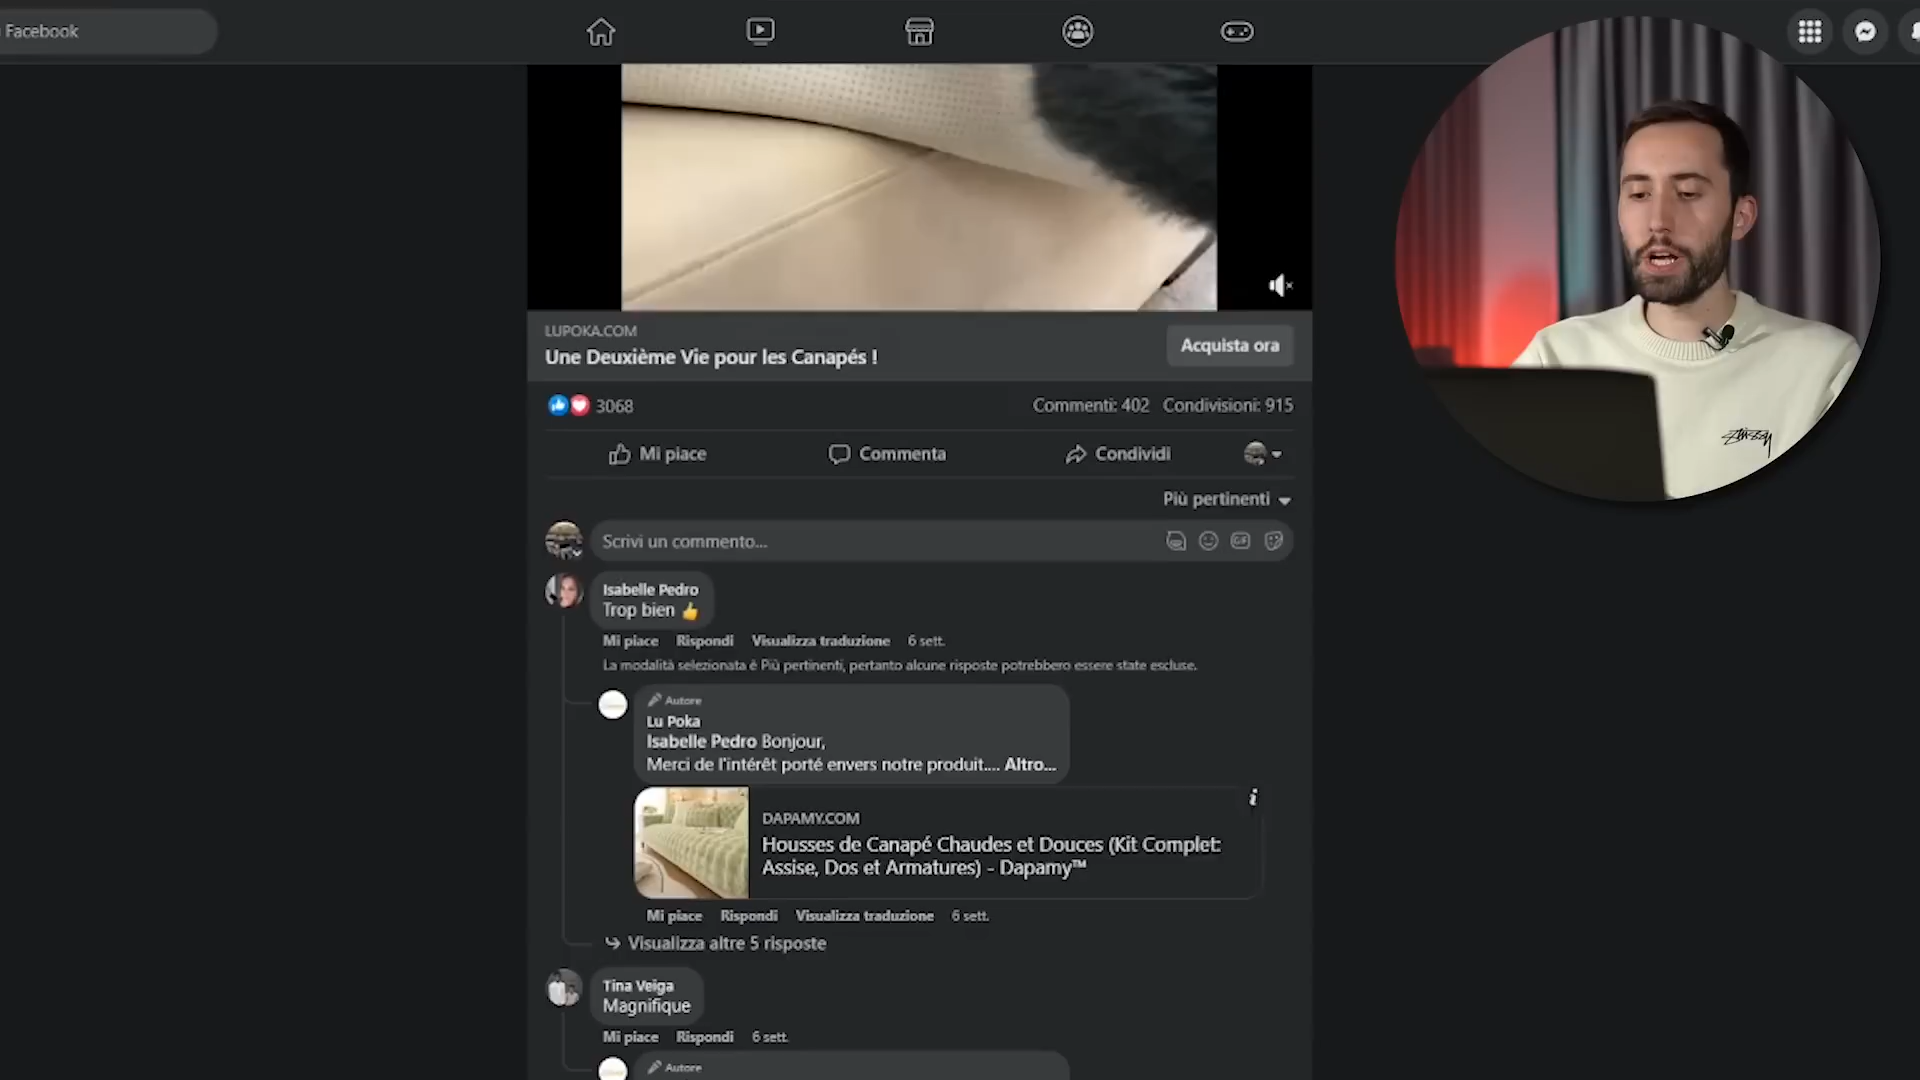 Facebook
LUPOKA.COM
Une Deuxième Vie pour les Canapés !
Acquista ora
3068
Commenti: 402 Condivisioni: 915
Mi piace
Commenta
Condividi
Più pertinenti
Scrivi un commento...
GIF
Isabelle Pedro
Trop bien 👍
Mi piace Rispondi Visualizza traduzione 6 sett.
La modalità selezionata è Più pertinenti, pertanto alcune risposte potrebbero essere state escluse.
Autore
Lu Poka
Isabelle Pedro Bonjour,
Merci de l'intérêt porté envers notre produit.... Altro...
DAPAMY.COM
Housses de Canapé Chaudes et Douces (Kit Complet:
Assise, Dos et Armatures) - Dapamy™
Mi piace Rispondi Visualizza traduzione 6 sett.
Visualizza altre 5 risposte
Tina Veiga
Magnifique
Mi piace Rispondi 6 sett.
Autore
STÜSSY